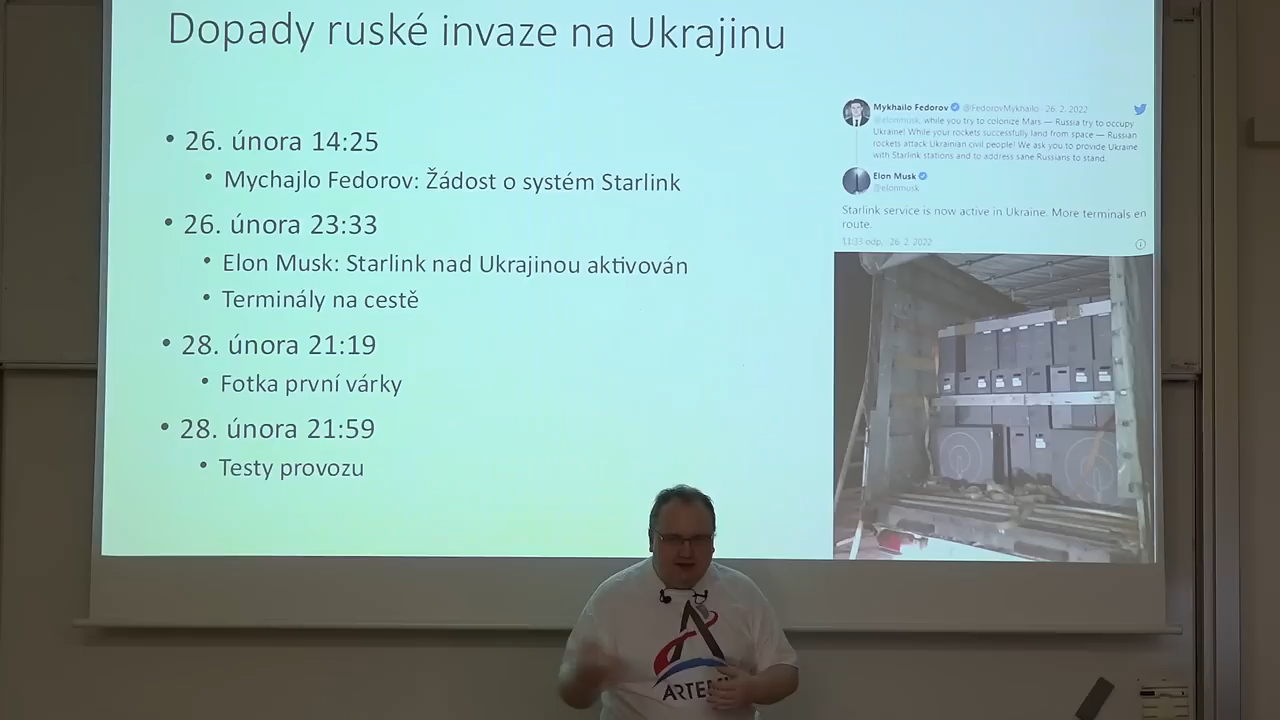 Dopady ruské invaze na Ukrajinu
• 26. února 14:25
• Mychajlo Fedorov: Žádost o systém Starlink
• 26. února 23:33
• Elon Musk: Starlink nad Ukrajinou aktivován
• Terminály na cestě
• 28. února 21:19
• Fotka první várky
• 28. února 21:59
• Testy provozu
Mykhailo Fedorov @FedorovMykhailo · 26. 2. 2022
@elonmusk, while you try to colonize Mars — Russia try to occupy
Ukraine! While your rockets successfully land from space — Russian
rockets attack Ukrainian civil people! We ask you to provide Ukraine
with Starlink stations and to address sane Russians to stand.
Elon Musk
@elonmusk
Starlink service is now active in Ukraine. More terminals en
route.
11:33 odp. · 26. 2. 2022
ARTEM